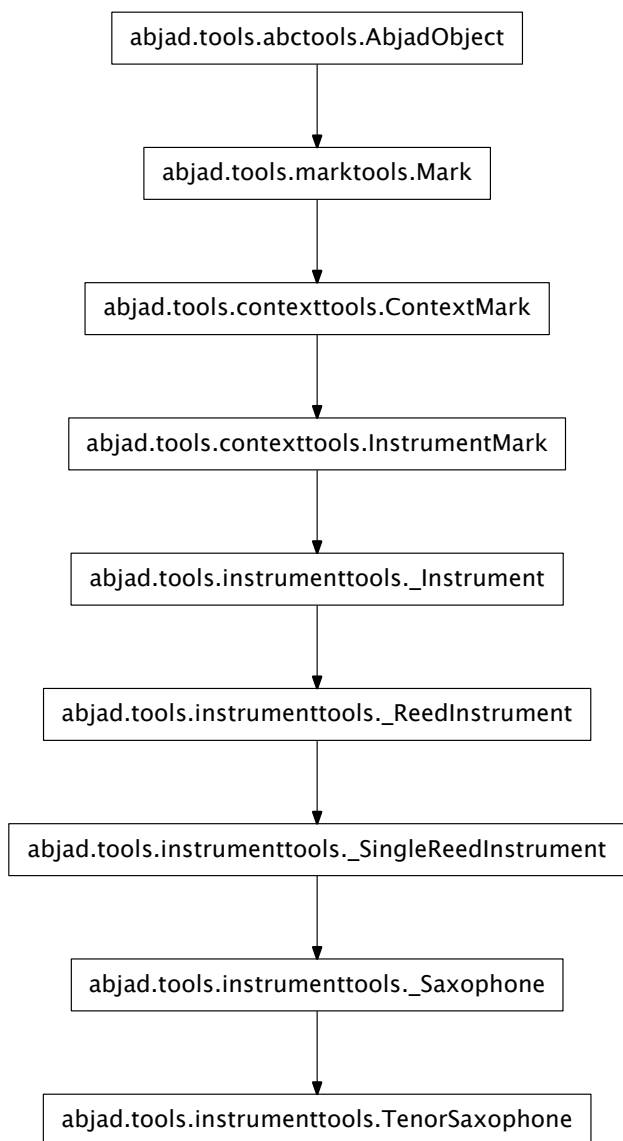 abjad.tools.abctools.AbjadObject
abjad.tools.marktools.Mark
abjad.tools.contexttools.ContextMark
abjad.tools.contexttools.InstrumentMark
abjad.tools.instrumenttools._Instrument
abjad.tools.instrumenttools._ReedInstrument
abjad.tools.instrumenttools._SingleReedInstrument
abjad.tools.instrumenttools._Saxophone
abjad.tools.instrumenttools.TenorSaxophone